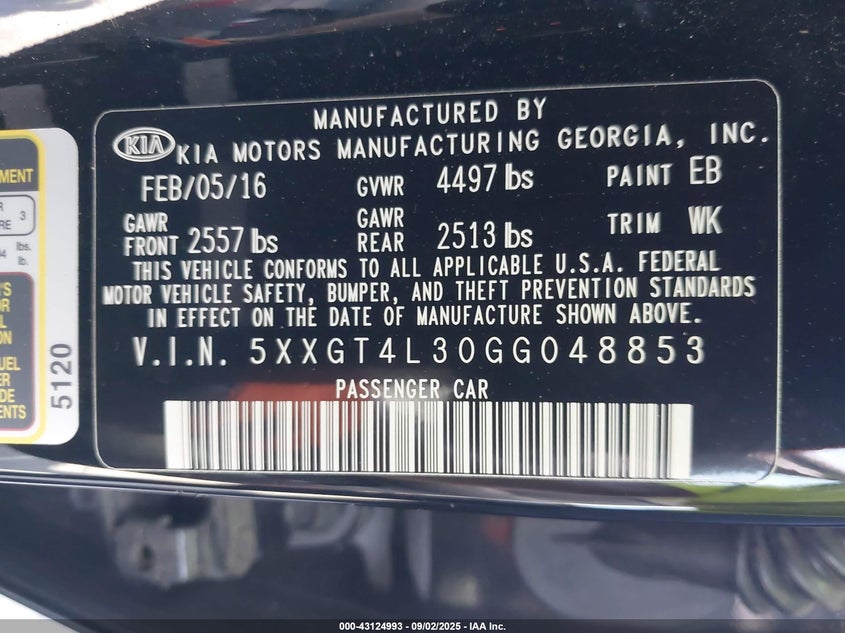 MANUFACTURED BY
KIA KIA MOTORS MANUFACTURING GEORGIA, INC.
FEB/05/16 GVWR 4497 lbs PAINT EB
GAWR FRONT 2557 lbs GAWR REAR 2513 lbs TRIM WK
THIS VEHICLE CONFORMS TO ALL APPLICABLE U.S.A. FEDERAL
MOTOR VEHICLE SAFETY, BUMPER, AND THEFT PREVENTION STANDARDS
IN EFFECT ON THE DATE OF MANUFACTURE SHOWN ABOVE.
V.I.N. 5XXGT4L30GG048853
PASSENGER CAR
3
lbs.
lb.
5120
000-43124993 - 09/02/2025 - IAA Inc.